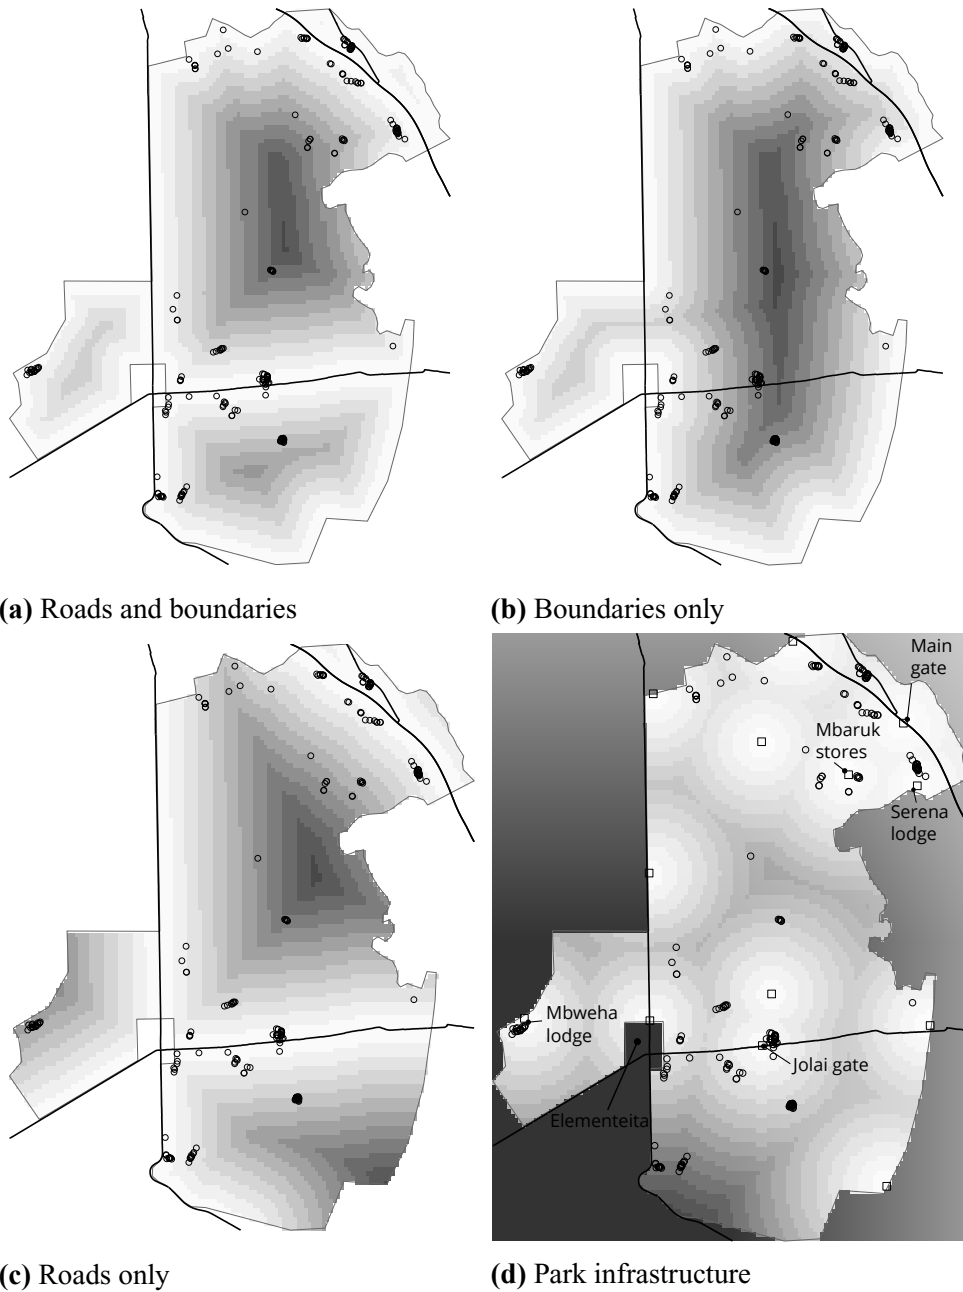 (a) Roads and boundaries
(b) Boundaries only
Main
gate
Mbaruk
stores
Serena
lodge
Mbweha
lodge
Jolai gate
Elementeita
(c) Roads only
(d) Park infrastructure